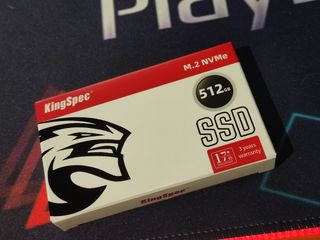 Play
KingSpec®
M.2 NVMe
512GB
SSD
3 years
warranty
KingSpec